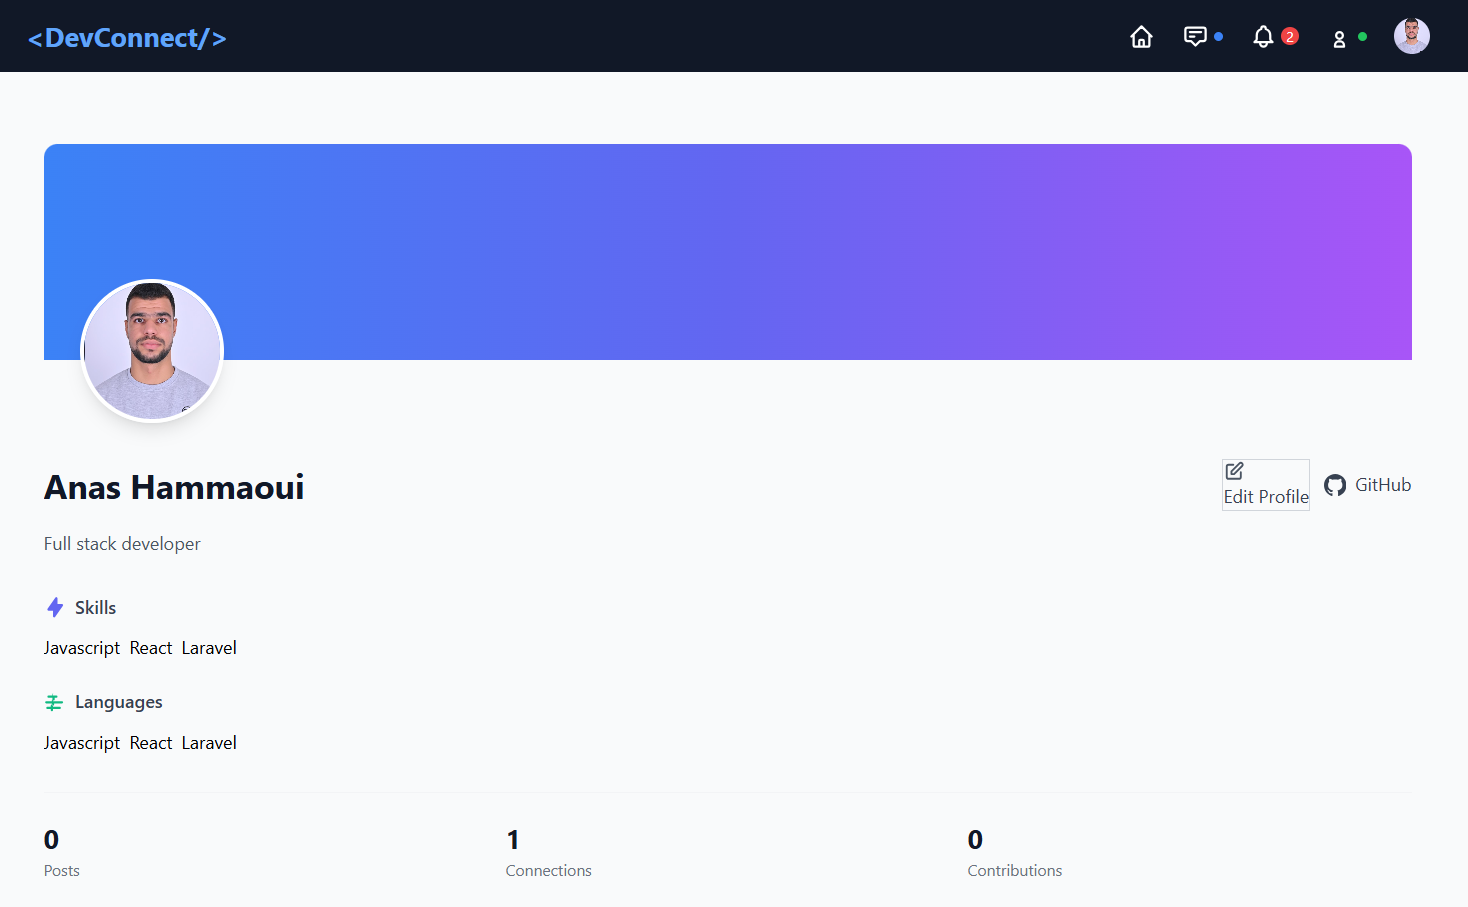 <DevConnect/>
2
Anas Hammaoui
Edit Profile
GitHub
Full stack developer
Skills
Javascript React Laravel
Languages
Javascript React Laravel
0
Posts
1
Connections
0
Contributions